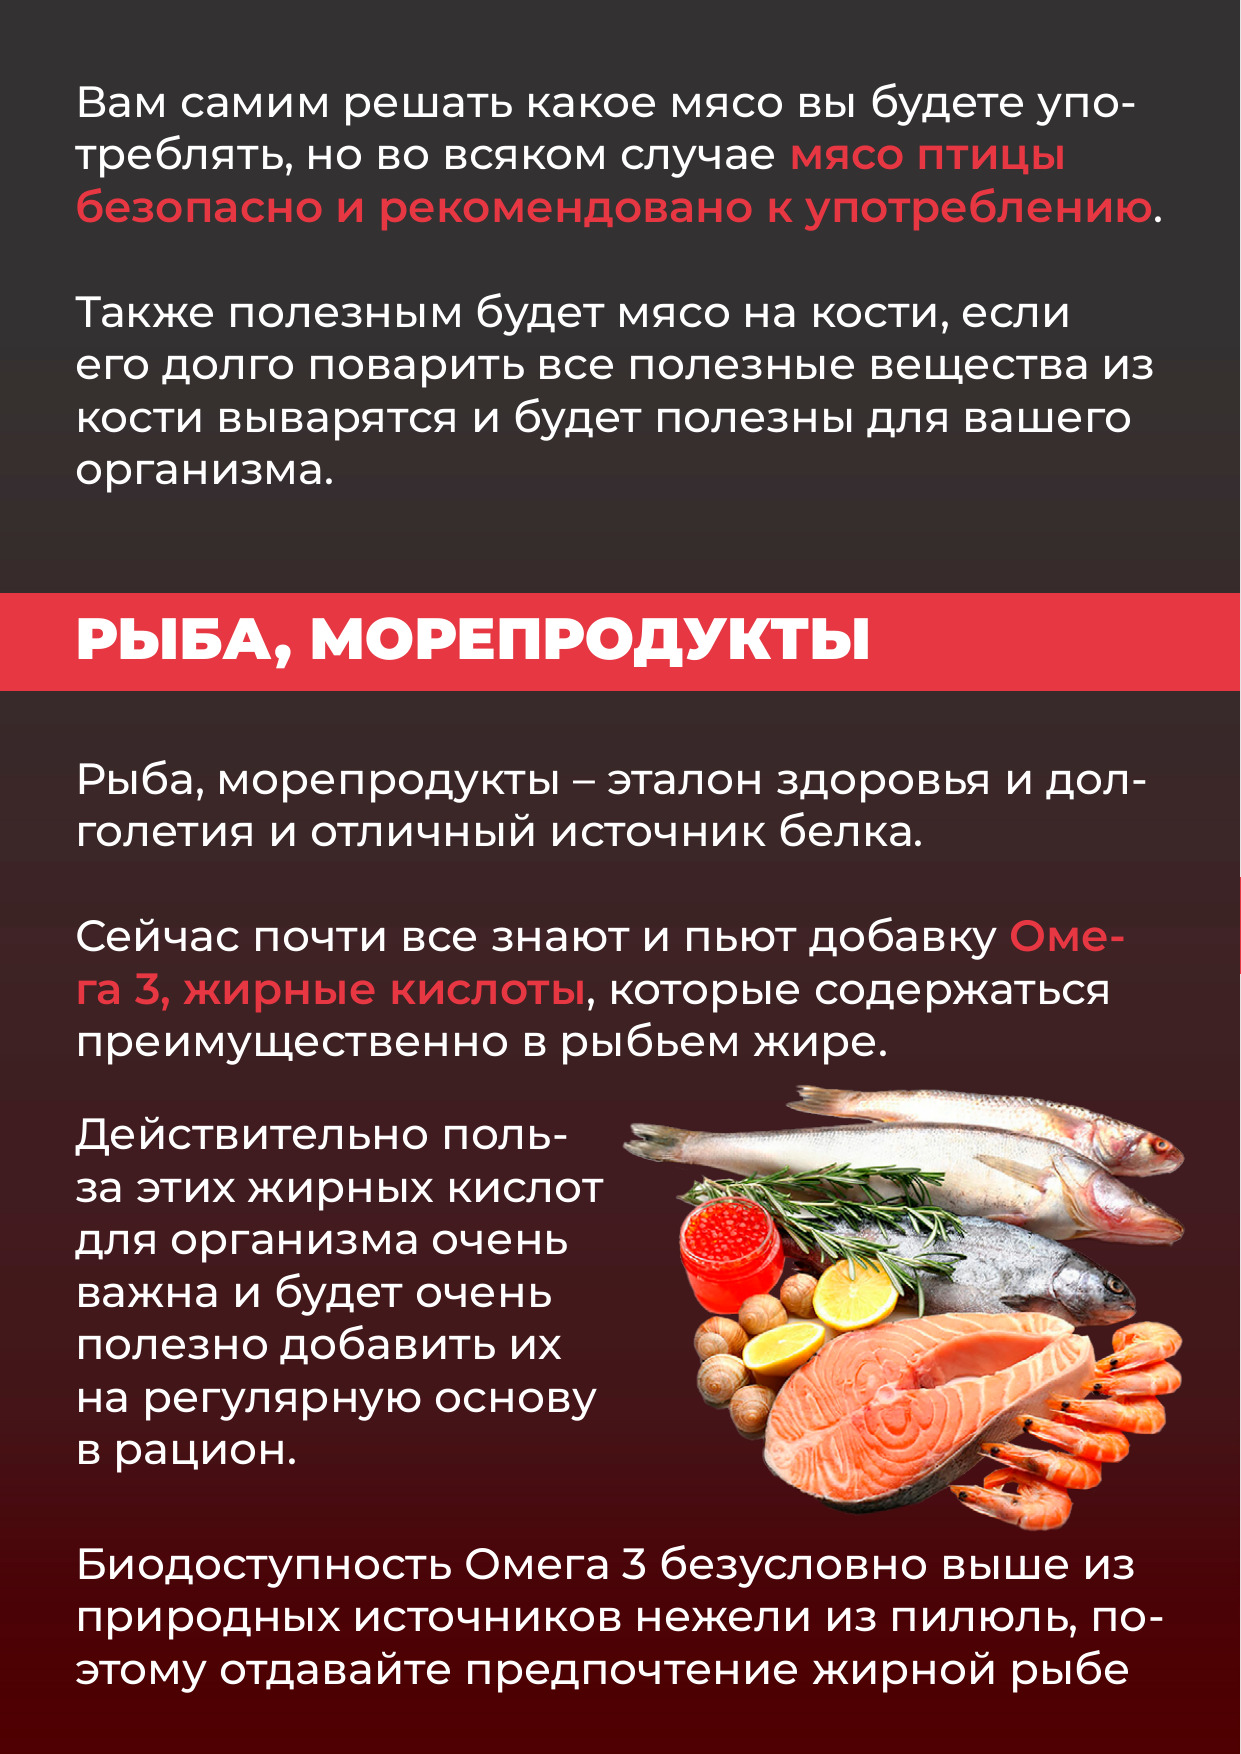 Вам самим решать какое мясо вы будете упо-
треблять, но во всяком случае мясо птицы
безопасно и рекомендовано к употреблению.
Также полезным будет мясо на кости, если
его долго поварить все полезные вещества из
кости выварятся и будет полезны для вашего
организма.
РЫБА, МОРЕПРОДУКТЫ
Рыба, морепродукты – эталон здоровья и дол-
голетия и отличный источник белка.
Сейчас почти все знают и пьют добавку Оме-
га 3, жирные кислоты, которые содержаться
преимущественно в рыбьем жире.
Действительно поль-
за этих жирных кислот
для организма очень
важна и будет очень
полезно добавить их
на регулярную основу
в рацион.
Биодоступность Омега 3 безусловно выше из
природных источников нежели из пилюль, по-
этому отдавайте предпочтение жирной рыбе